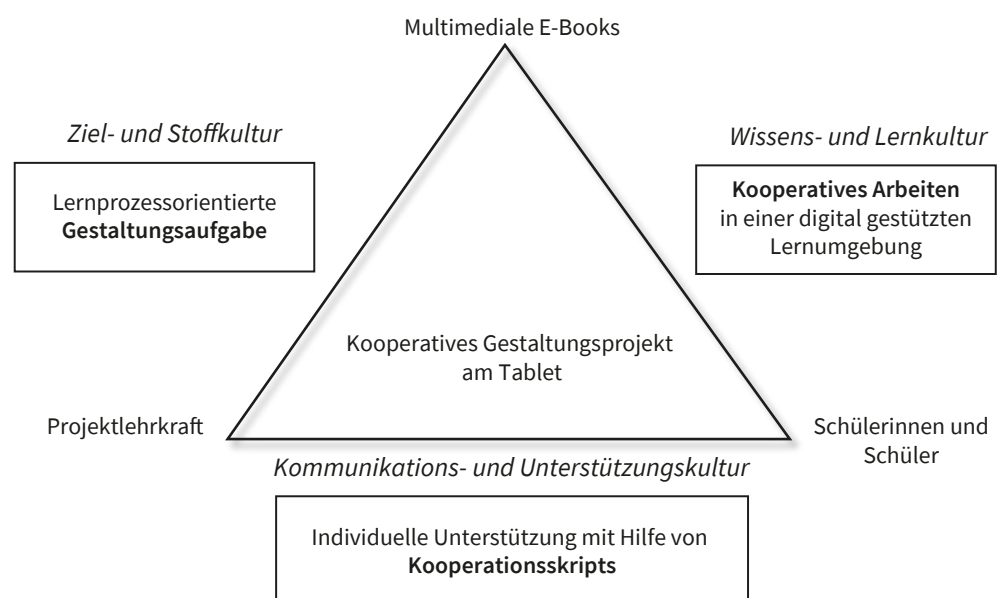 Multimediale E-Books
Ziel- und Stoffkultur
Wissens- und Lernkultur
Lernprozessorientierte
Gestaltungsaufgabe
Kooperatives Arbeiten
in einer digital gestützten
Lernumgebung
Kooperatives Gestaltungsprojekt
am Tablet
Projektlehrkraft
Schülerinnen und
Schüler
Kommunikations- und Unterstützungskultur
Individuelle Unterstützung mit Hilfe von
Kooperationsskripts